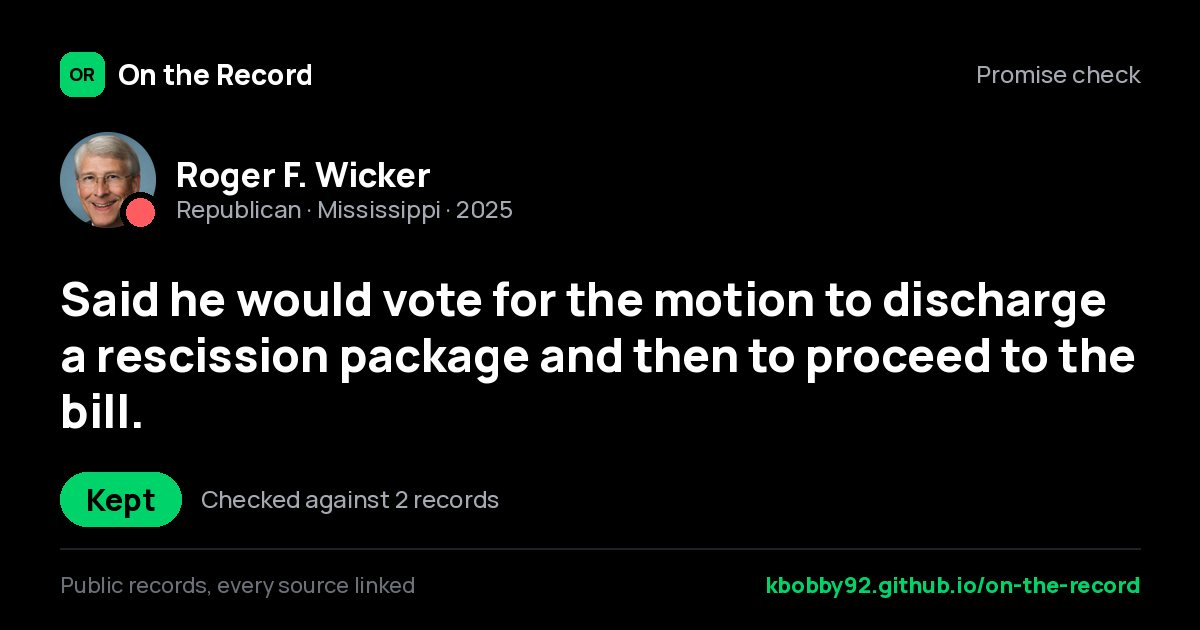 OR On the Record
Promise check
Roger F. Wicker
Republican · Mississippi · 2025
Said he would vote for the motion to discharge
a rescission package and then to proceed to the
bill.
Kept
Checked against 2 records
Public records, every source linked
kbobby92.github.io/on-the-record